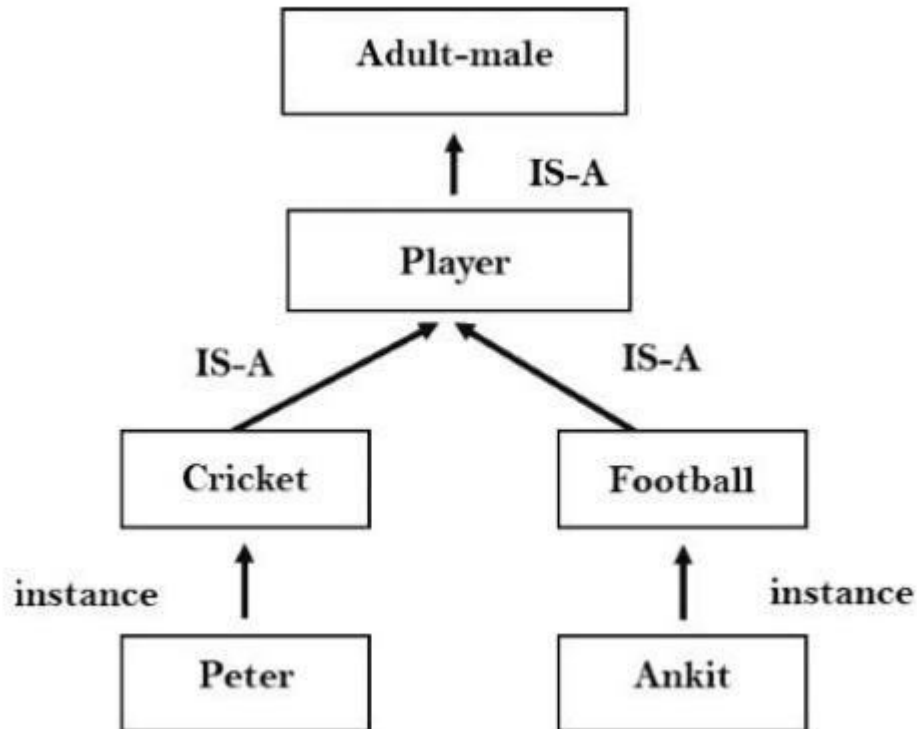 Adult-male
IS-A
Player
IS-A
IS-A
Cricket
Football
instance
instance
Peter
Ankit